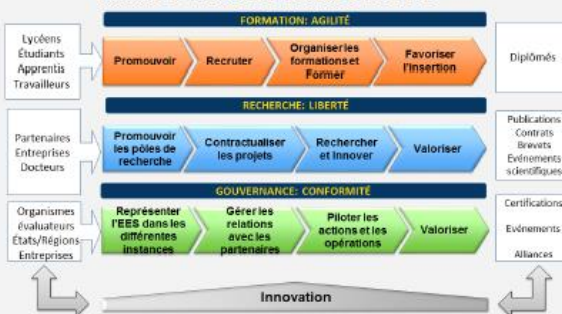 FORMATION: AGILITÉ
Lycéens
Étudiants
Apprentis
Travailleurs
Promouvoir
Recruter
Organiser les
formations et
Former
Favoriser
l'Insertion
Diplômés
RECHERCHE: LIBERTÉ
Partenaires
Entreprises
Docteurs
Promouvoir
les pôles de
recherche
Contractualiser
les projets
Rechercher
et Innover
Valoriser
Publications
Contrats
Brevets
Evénements
scientifiques
GOUVERNANCE: CONFORMITÉ
Organismes
évaluateurs
États/Régions
Entreprises
Représenter
l'EES dans les
différentes
instances
Gérer les
relations
avec les
partenaires
Piloter les
actions et les
opérations
Valoriser
Certifications
Evénements
Alliances
Innovation